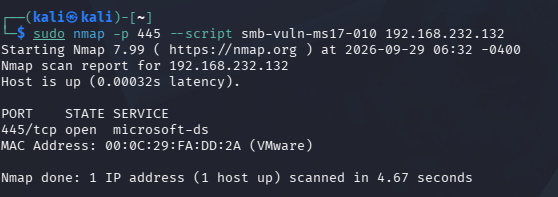 ┌──(kali㉿kali)-[~]
└─$ sudo nmap -p 445 --script smb-vuln-ms17-010 192.168.232.132
Starting Nmap 7.99 ( https://nmap.org ) at 2026-09-29 06:32 -0400
Nmap scan report for 192.168.232.132
Host is up (0.00032s latency).

PORT    STATE SERVICE
445/tcp open  microsoft-ds
MAC Address: 00:0C:29:FA:DD:2A (VMware)

Nmap done: 1 IP address (1 host up) scanned in 4.67 seconds